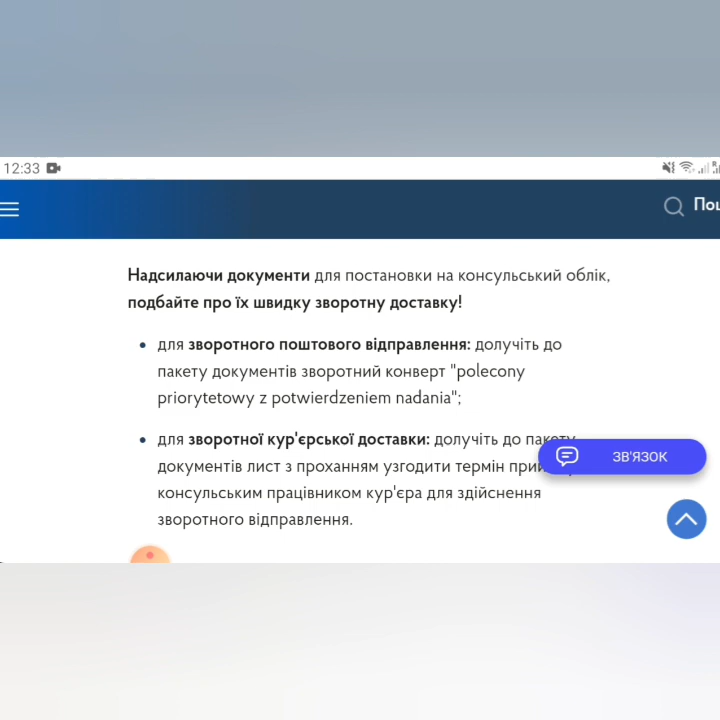 12:33
Надсилаючи документи для постановки на консульський облік,
подбайте про їх швидку зворотну доставку!
• для зворотного поштового відправлення: долучіть до
пакету документів зворотний конверт "polecony
priorytetowy z potwierdzeniem nadania";
• для зворотної кур'єрської доставки: долучіть до пакету
документів лист з проханням узгодити термін
ЗВ'ЯЗОК
консульським працівником кур'єра для здійснення
зворотного відправлення.